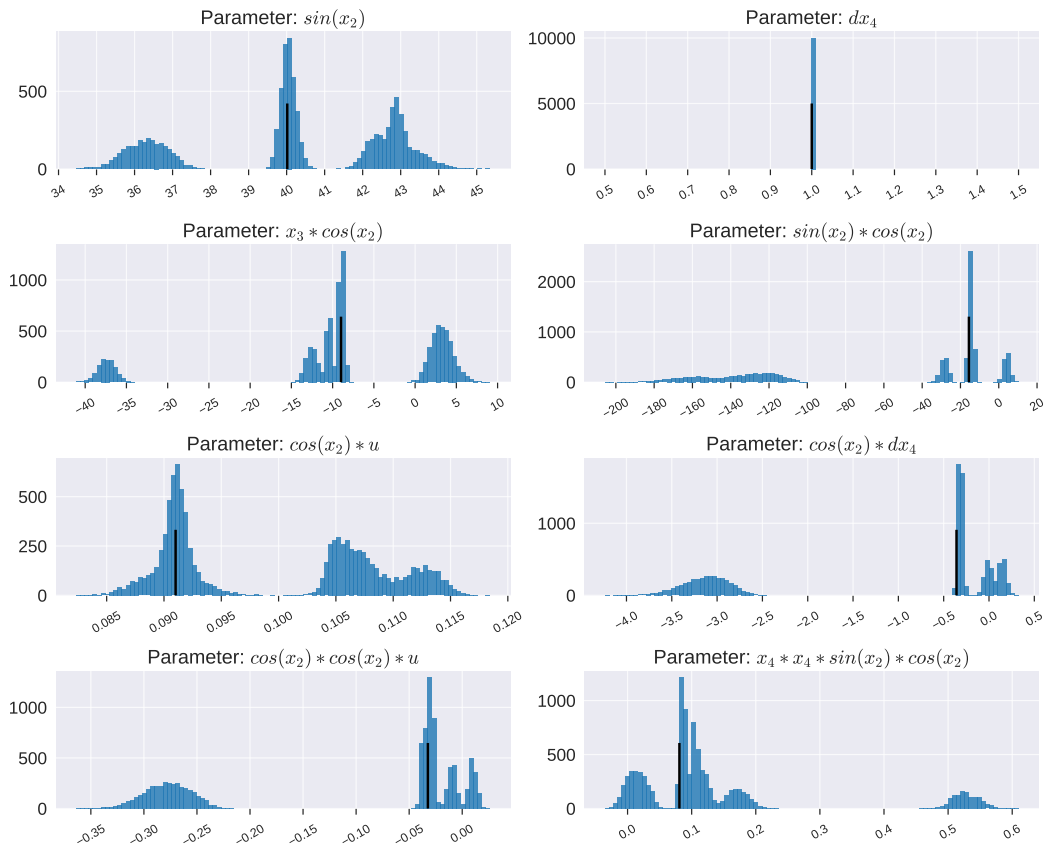 Parameter: sin(x₂)
500
0
34 35 36 37 38 39 40 41 42 43 44 45
Parameter: dx₄
10000
5000
0
0.5 0.6 0.7 0.8 0.9 1.0 1.1 1.2 1.3 1.4 1.5
Parameter: x₃ * cos(x₂)
1000
500
0
−40 −35 −30 −25 −20 −15 −10 −5 0 5 10
Parameter: sin(x₂) * cos(x₂)
2000
1000
0
−200 −180 −160 −140 −120 −100 −80 −60 −40 −20 0 20
Parameter: cos(x₂) * u
500
250
0
0.085 0.090 0.095 0.100 0.105 0.110 0.115 0.120
Parameter: cos(x₂) * dx₄
1000
0
−4.0 −3.5 −3.0 −2.5 −2.0 −1.5 −1.0 −0.5 0.0 0.5
Parameter: cos(x₂) * cos(x₂) * u
1000
500
0
−0.35 −0.30 −0.25 −0.20 −0.15 −0.10 −0.05 0.00
Parameter: x₄ * x₄ * sin(x₂) * cos(x₂)
1000
500
0
0.0 0.1 0.2 0.3 0.4 0.5 0.6